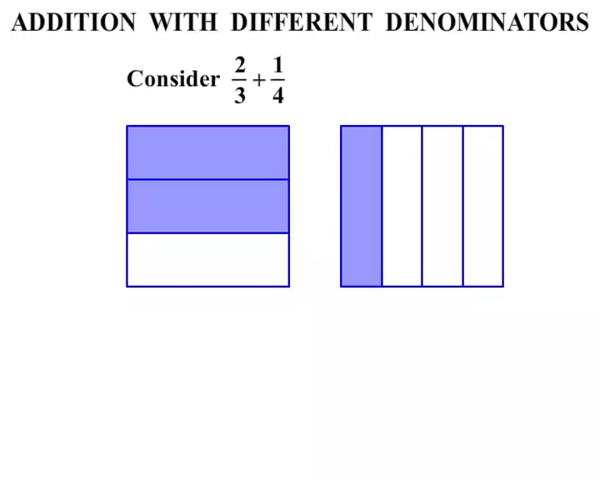 ADDITION WITH DIFFERENT DENOMINATORS
Consider 2/3 + 1/4